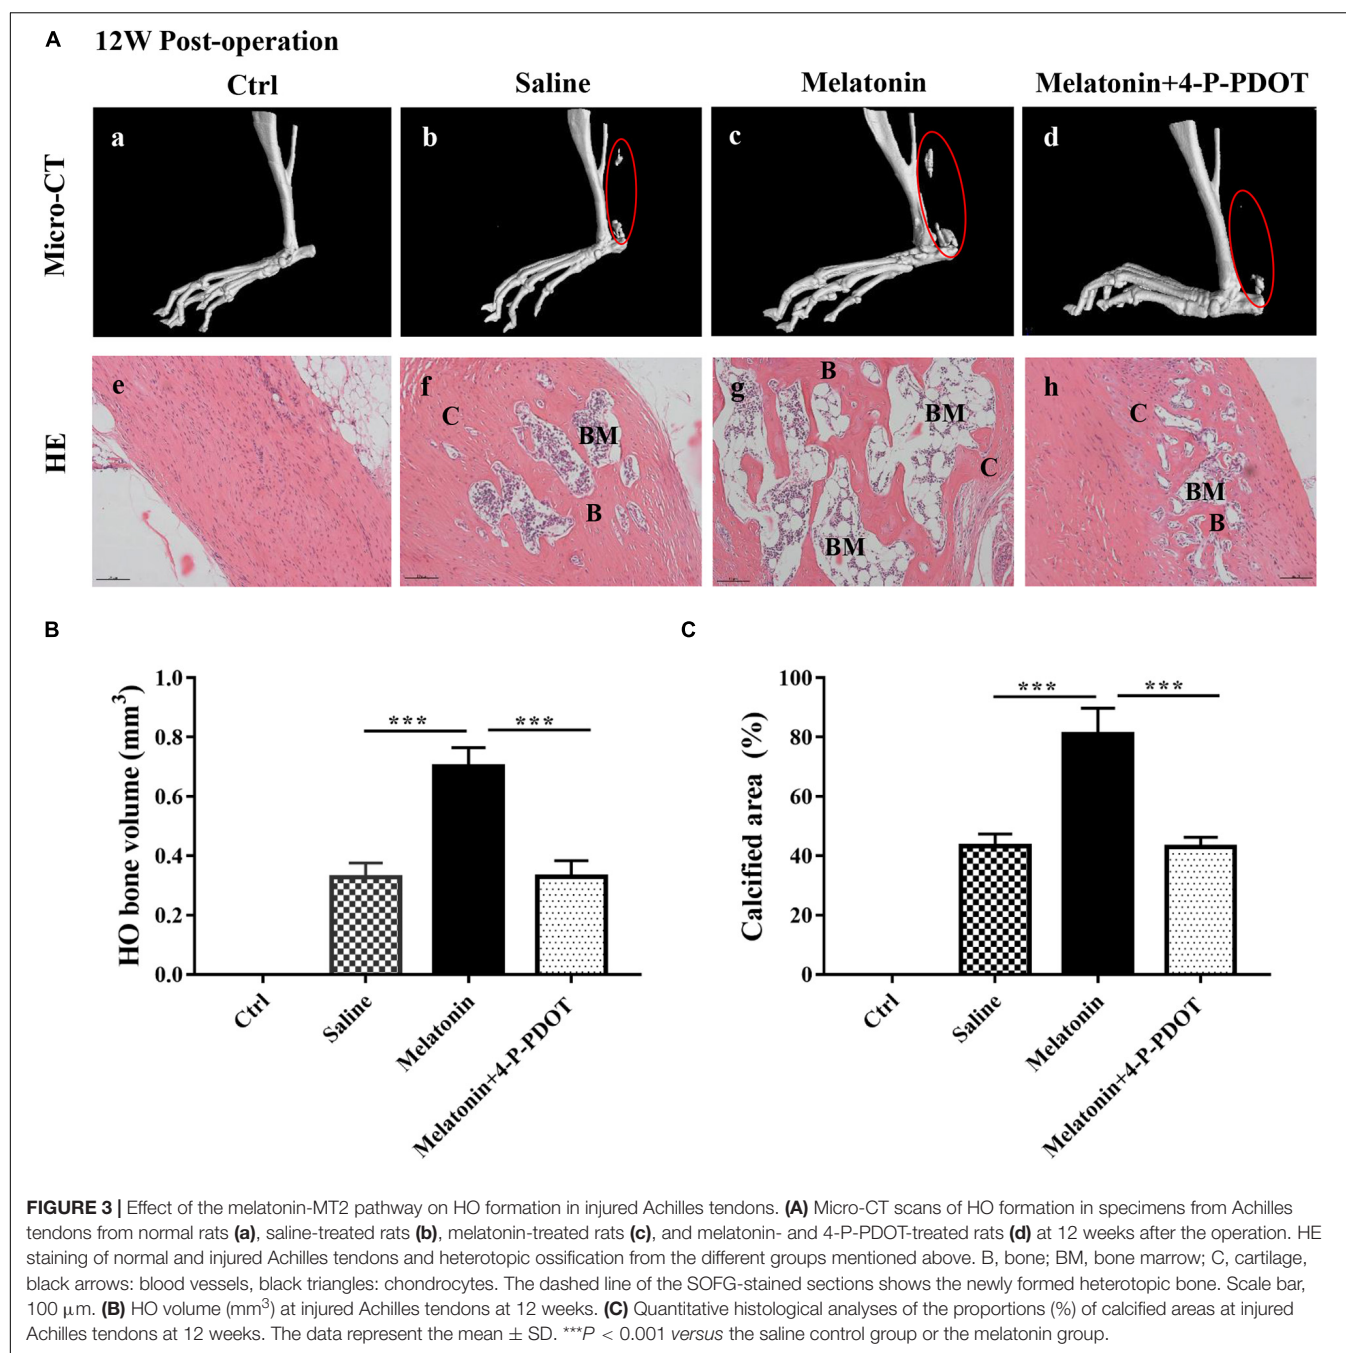 A 12W Post-operation
Ctrl Saline Melatonin Melatonin+4-P-PDOT
Micro-CT
a b c d
HE
e f g h
C BM B
B BM C BM
C BM B
B
HO bone volume (mm³)
1.0
0.8
0.6
0.4
0.2
0.0
*** ***
Ctrl Saline Melatonin Melatonin+4-P-PDOT
C
Calcified area (%)
100
80
60
40
20
0
*** ***
Ctrl Saline Melatonin Melatonin+4-P-PDOT
FIGURE 3 | Effect of the melatonin-MT2 pathway on HO formation in injured Achilles tendons. (A) Micro-CT scans of HO formation in specimens from Achilles
tendons from normal rats (a), saline-treated rats (b), melatonin-treated rats (c), and melatonin- and 4-P-PDOT-treated rats (d) at 12 weeks after the operation. HE
staining of normal and injured Achilles tendons and heterotopic ossification from the different groups mentioned above. B, bone; BM, bone marrow; C, cartilage,
black arrows: blood vessels, black triangles: chondrocytes. The dashed line of the SOFG-stained sections shows the newly formed heterotopic bone. Scale bar,
100 μm. (B) HO volume (mm³) at injured Achilles tendons at 12 weeks. (C) Quantitative histological analyses of the proportions (%) of calcified areas at injured
Achilles tendons at 12 weeks. The data represent the mean ± SD. ***P < 0.001 versus the saline control group or the melatonin group.